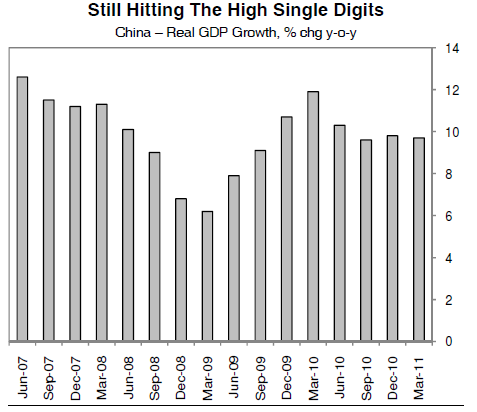 Still Hitting The High Single Digits
China – Real GDP Growth, % chg y-o-y
14
12
10
8
6
4
2
0
Jun-07
Sep-07
Dec-07
Mar-08
Jun-08
Sep-08
Dec-08
Mar-09
Jun-09
Sep-09
Dec-09
Mar-10
Jun-10
Sep-10
Dec-10
Mar-11